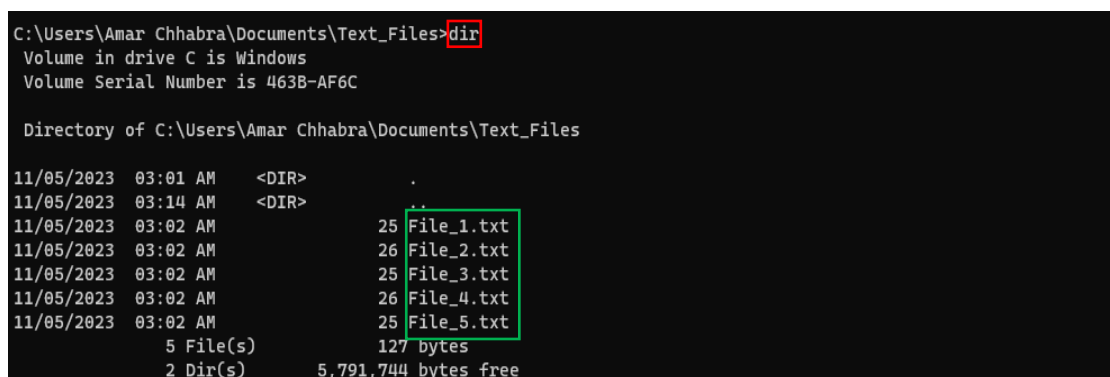 C:\Users\Amar Chhabra\Documents\Text_Files>dir
Volume in drive C is Windows
Volume Serial Number is 463B-AF6C
Directory of C:\Users\Amar Chhabra\Documents\Text_Files
11/05/2023  03:01 AM    <DIR>          .
11/05/2023  03:14 AM    <DIR>          ..
11/05/2023  03:02 AM                25 File_1.txt
11/05/2023  03:02 AM                26 File_2.txt
11/05/2023  03:02 AM                25 File_3.txt
11/05/2023  03:02 AM                26 File_4.txt
11/05/2023  03:02 AM                25 File_5.txt
5 File(s)            127 bytes
2 Dir(s)       5,791,744 bytes free